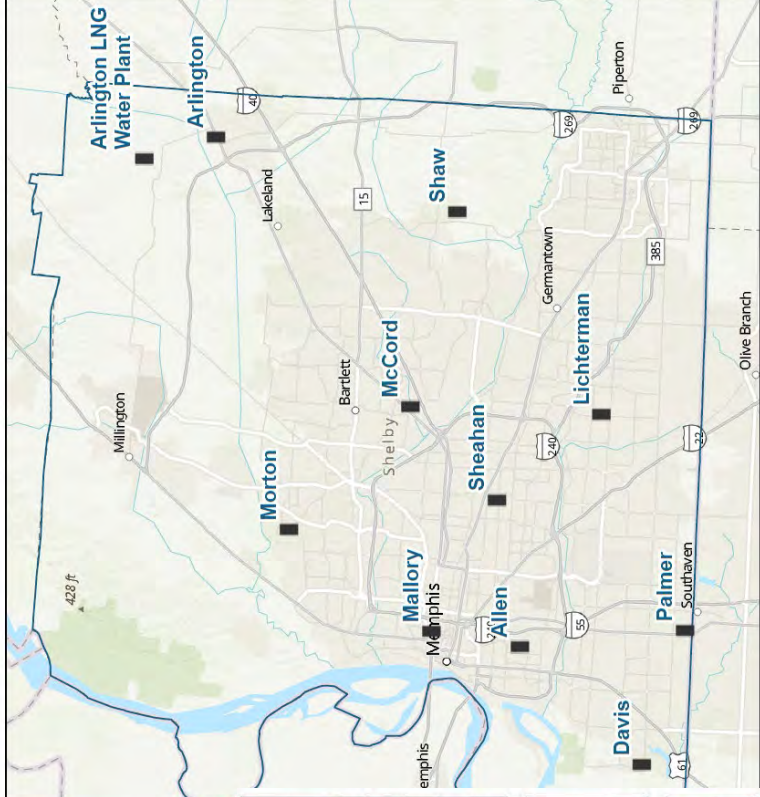 Arlington LNG
Water Plant
Arlington
40
Piperton
269
269
Lakeland
15
Shaw
Germantown
385
Millington
Bartlett
McCord
Shelby
Lichterman
Olive Branch
Morton
Sheahan
240
22
428 ft
Mallory
Memphis
Allen
55
Palmer
Southaven
emphis
Davis
61